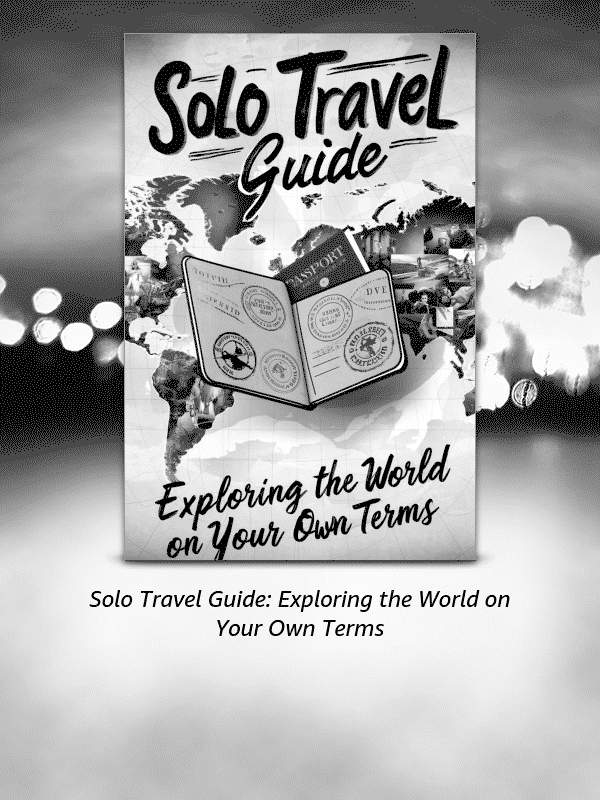 Solo Travel
Guide
PASSPORT
Exploring the World
on Your Own Terms
Solo Travel Guide: Exploring the World on
Your Own Terms